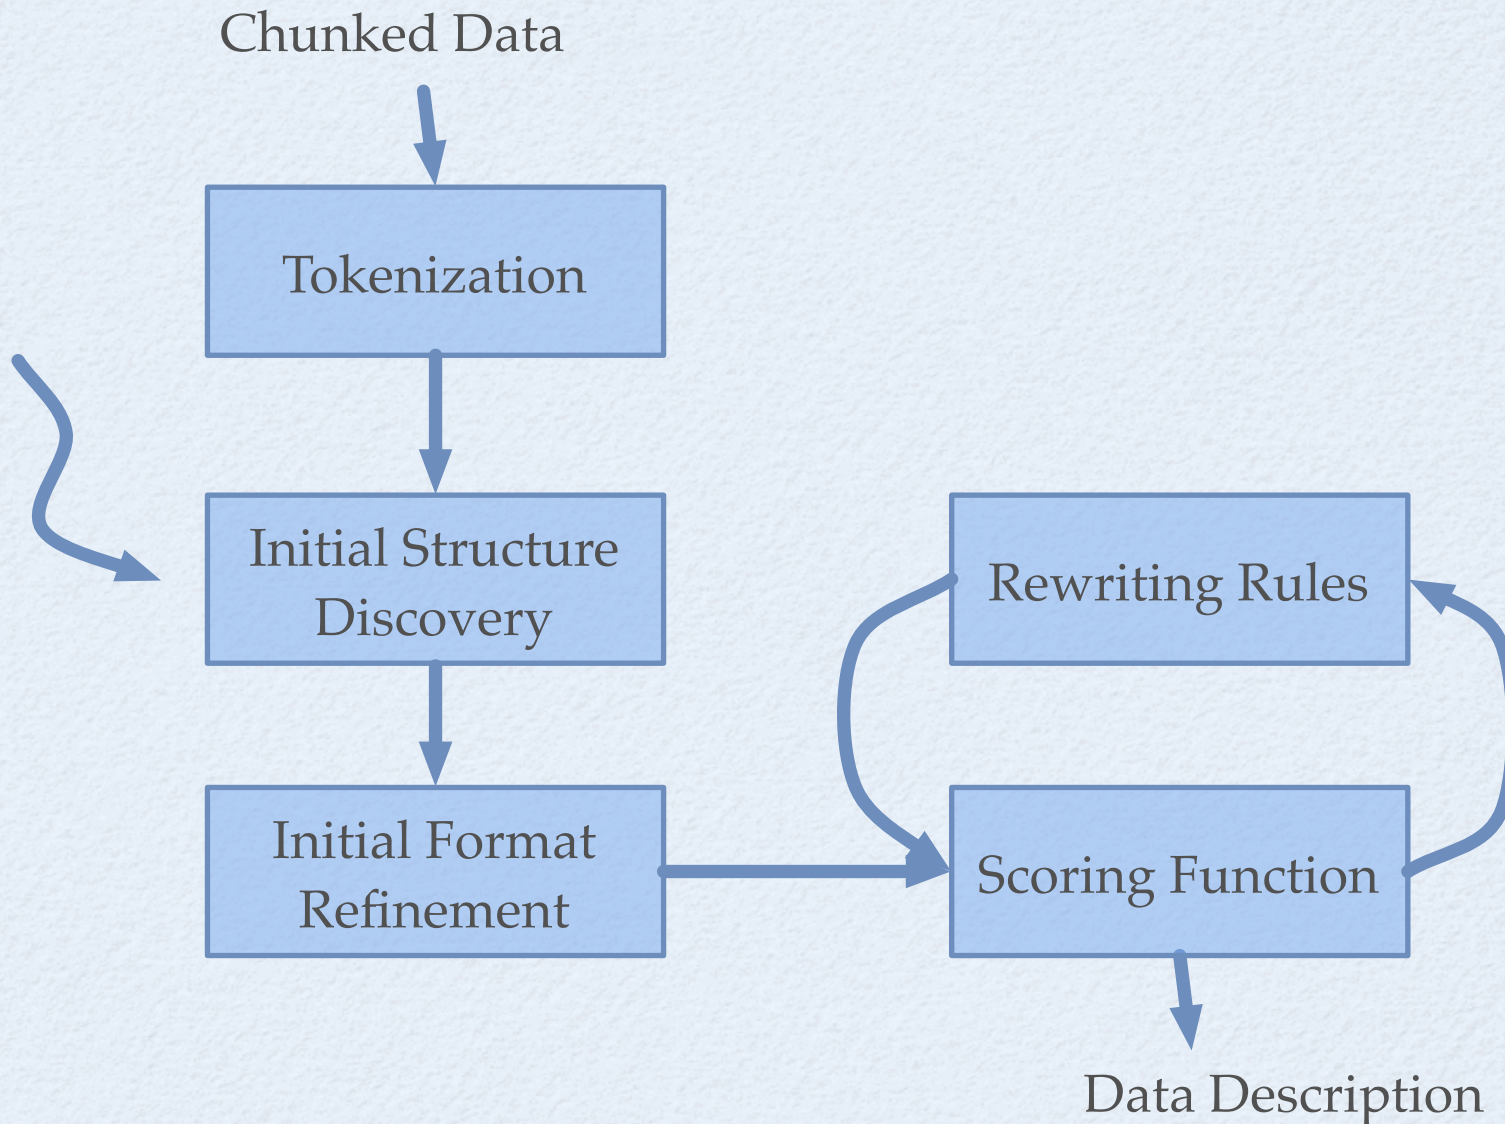 Chunked Data
Tokenization
Initial Structure
Discovery
Initial Format
Refinement
Rewriting Rules
Scoring Function
Data Description